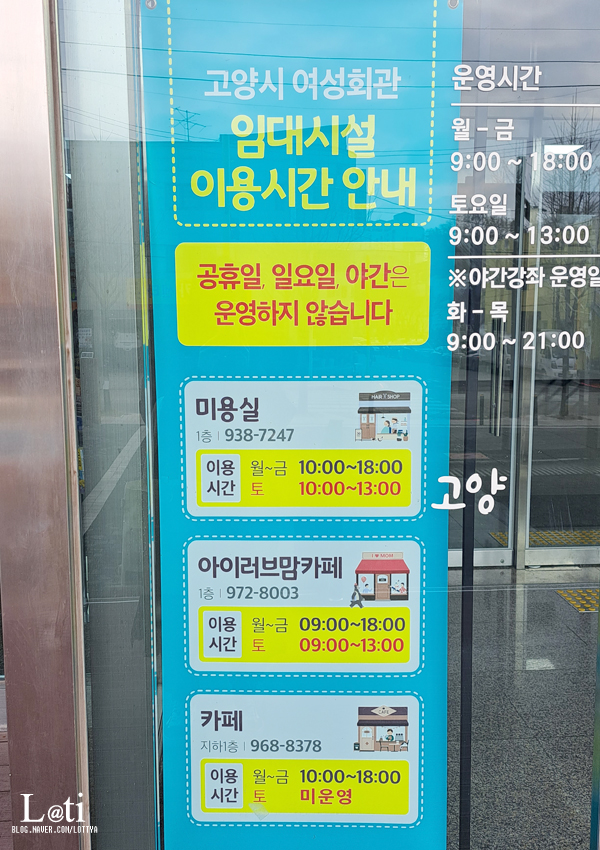 고양시 여성회관
임대시설
이용시간 안내
공휴일, 일요일, 야간은
운영하지 않습니다
미용실
1층 | 938-7247
HAIR SHOP
이용시간
월~금 10:00~18:00
토 10:00~13:00
아이러브맘카페
1층 | 972-8003
이용시간
월~금 09:00~18:00
토 09:00~13:00
카페
지하1층 | 968-8378
CAFE
이용시간
월~금 10:00~18:00
토 미운영
운영시간
월 - 금
9:00 ~ 18:00
토요일
9:00 ~ 13:00
※야간강좌 운영일
화 - 목
9:00 ~ 21:00
고양
L@ti
BLOG.NAVER.COM/LOTTYA